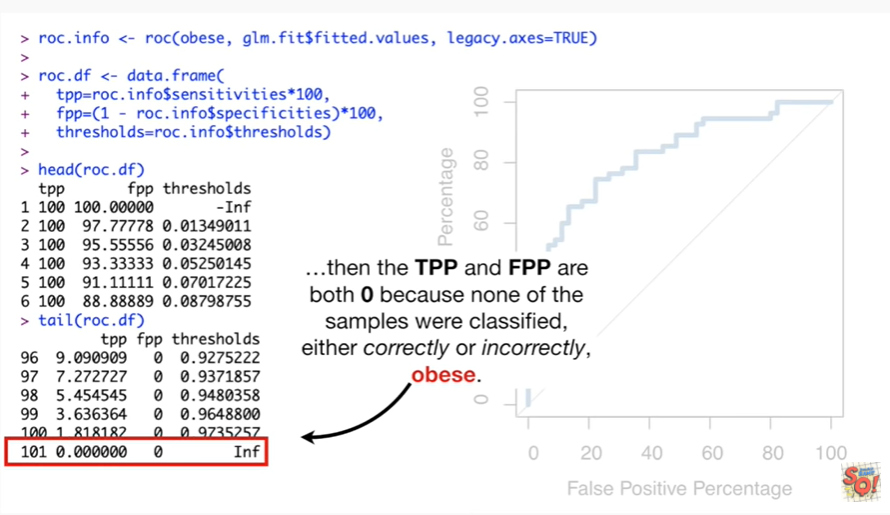 > roc.info <- roc(obese, glm.fit$fitted.values, legacy.axes=TRUE)
>
> roc.df <- data.frame(
+   tpp=roc.info$sensitivities*100,
+   fpp=(1 - roc.info$specificities)*100,
+   thresholds=roc.info$thresholds)
>
> head(roc.df)
  tpp       fpp thresholds
1 100 100.00000       -Inf
2 100  97.77778 0.01349011
3 100  95.55556 0.03245008
4 100  93.33333 0.05250145
5 100  91.11111 0.07017225
6 100  88.88889 0.08798755
> tail(roc.df)
         tpp fpp thresholds
96  9.090909   0  0.9275222
97  7.272727   0  0.9371857
98  5.454545   0  0.9480358
99  3.636364   0  0.9648800
100 1.818182   0  0.9735257
101 0.000000   0        Inf
…then the TPP and FPP are
both 0 because none of the
samples were classified,
either correctly or incorrectly,
obese.
Percentage
100
80
60
0
0 20 40 60 80 100
False Positive Percentage
SQ!